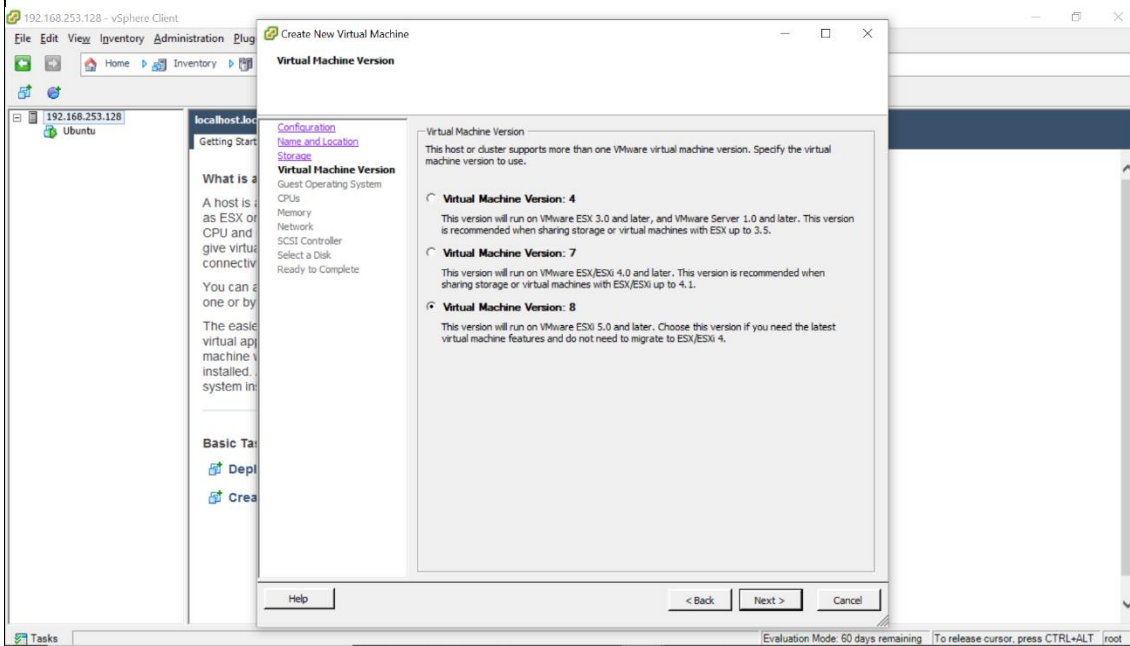 192.168.253.128 - vSphere Client
File Edit View Inventory Administration Plug
Home Inventory
192.168.253.128
Ubuntu
localhost.loc
Getting Start
What is a
A host is a
as ESX or
CPU and
give virtua
connectiv
You can a
one or by
The easie
virtual app
machine v
installed.
system in
Basic Ta
Depl
Crea
Create New Virtual Machine
Virtual Machine Version
Configuration
Name and Location
Storage
Virtual Machine Version
Guest Operating System
CPUs
Memory
Network
SCSI Controller
Select a Disk
Ready to Complete
Virtual Machine Version
This host or cluster supports more than one VMware virtual machine version. Specify the virtual
machine version to use.
Virtual Machine Version: 4
This version will run on VMware ESX 3.0 and later, and VMware Server 1.0 and later. This version
is recommended when sharing storage or virtual machines with ESX up to 3.5.
Virtual Machine Version: 7
This version will run on VMware ESX/ESXi 4.0 and later. This version is recommended when
sharing storage or virtual machines with ESX/ESXi up to 4.1.
Virtual Machine Version: 8
This version will run on VMware ESXi 5.0 and later. Choose this version if you need the latest
virtual machine features and do not need to migrate to ESX/ESXi 4.
Help < Back Next > Cancel
Tasks Evaluation Mode: 60 days remaining To release cursor, press CTRL+ALT root